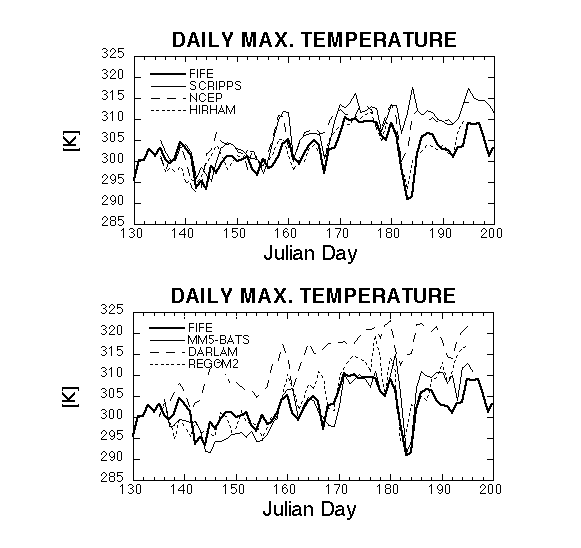 DAILY MAX. TEMPERATURE
325
320
315
310
305
300
295
290
285
[K]
FIFE
SCRIPPS
NCEP
HIRHAM
130 140 150 160 170 180 190 200
Julian Day
DAILY MAX. TEMPERATURE
325
320
315
310
305
300
295
290
285
[K]
FIFE
MM5-BATS
DARLAM
REGCM2
130 140 150 160 170 180 190 200
Julian Day